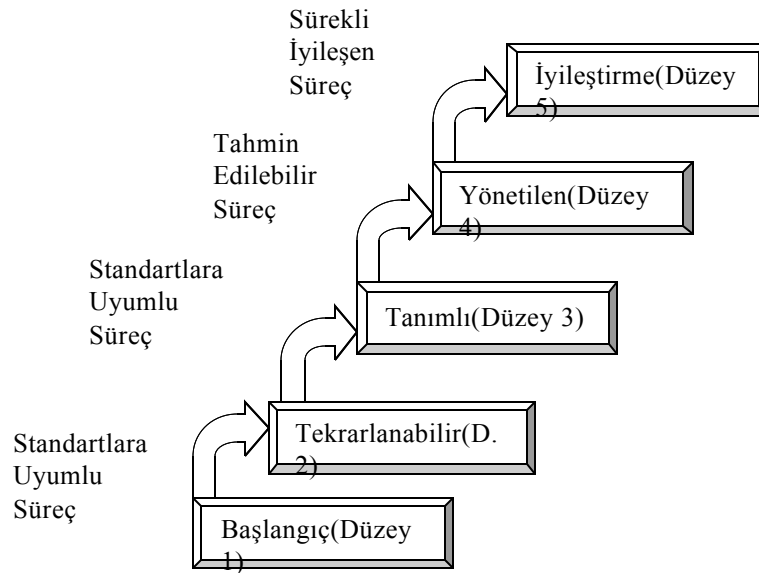 Sürekli
İyileşen
Süreç
İyileştirme(Düzey
5)
Tahmin
Edilebilir
Süreç
Yönetilen(Düzey
4)
Standartlara
Uyumlu
Süreç
Tanımlı(Düzey 3)
Standartlara
Uyumlu
Süreç
Tekrarlanabilir(D.
2)
Başlangıç(Düzey
1)